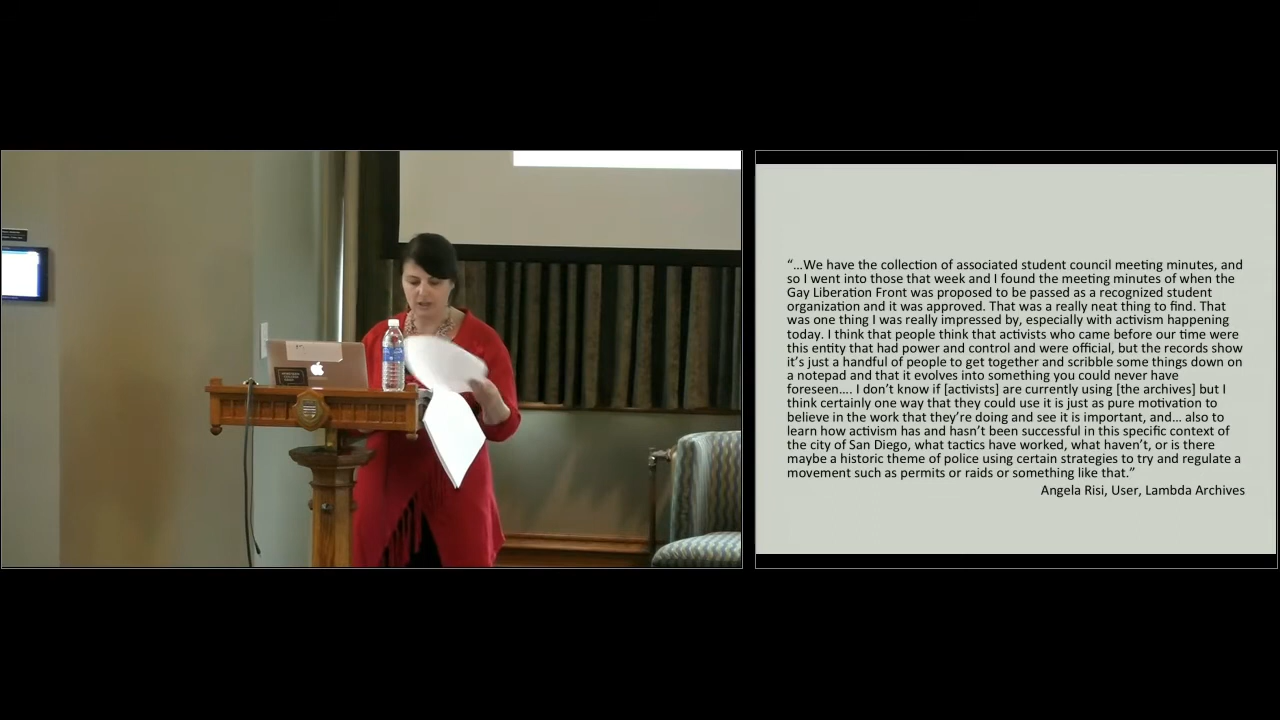 “…We have the collection of associated student council meeting minutes, and
so I went into those that week and I found the meeting minutes of when the
Gay Liberation Front was proposed to be passed as a recognized student
organization and it was approved. That was a really neat thing to find. That
was one thing I was really impressed by, especially with activism happening
today. I think that people think that activists who came before our time were
this entity that had power and control and were official, but the records show
it’s just a handful of people to get together and scribble some things down on
a notepad and that it evolves into something you could never have
foreseen…. I don’t know if [activists] are currently using [the archves] but I
think certainly one way that they could use it is just as pure motivation to
believe in the work that they’re doing and see it is important, and… also to
learn how activism has and hasn’t been successful in this specific context of
the city of San Diego, what tactics have worked, what haven’t, or is there
maybe a historic theme of police using certain strategies to try and regulate a
movement such as permits or raids or something like that.”
Angela Risi, User, Lambda Archives